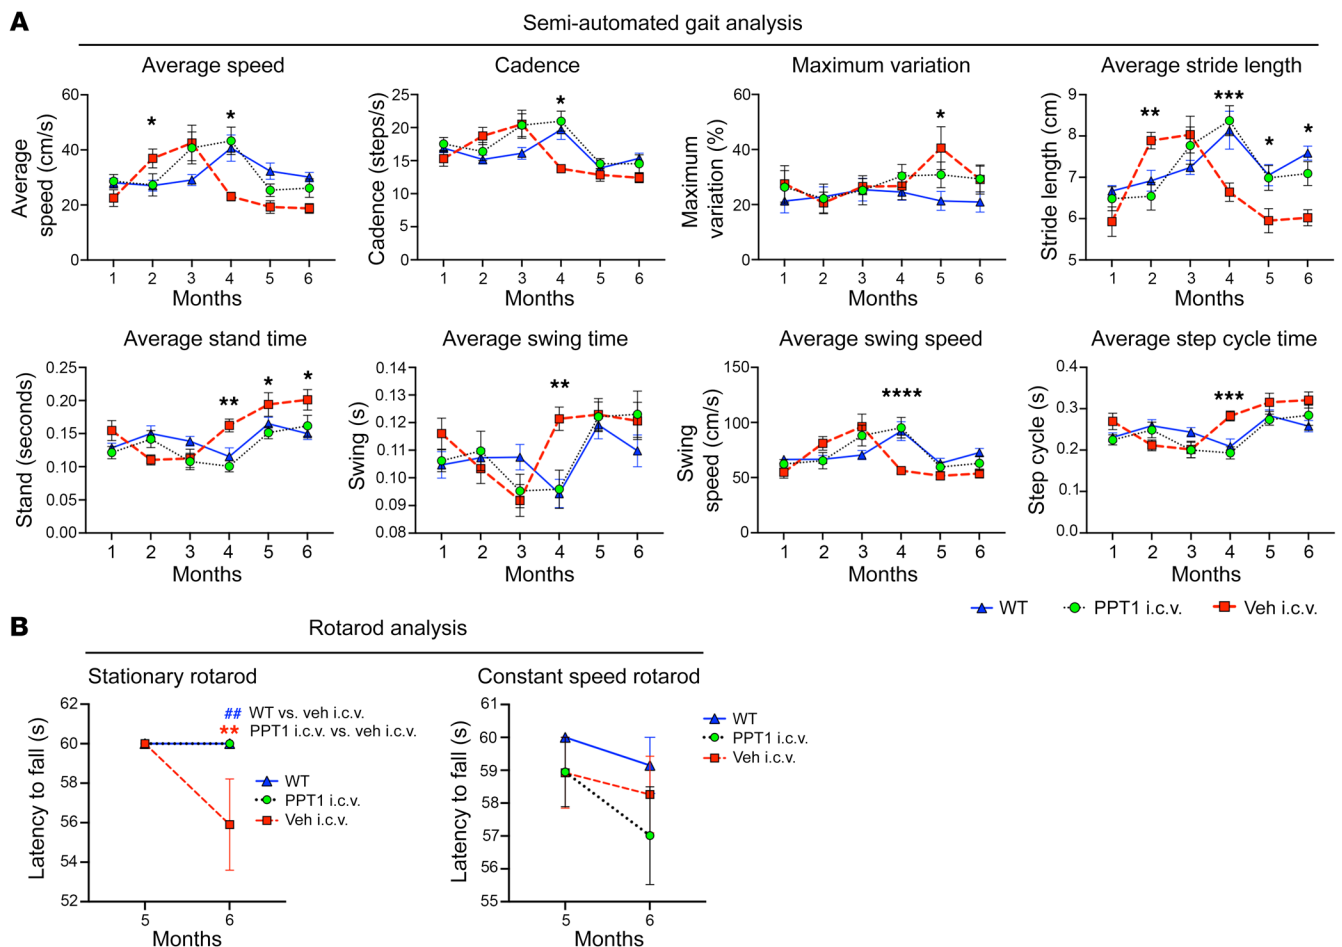 A
Semi-automated gait analysis
Average speed
Cadence
Maximum variation
Average stride length
Average
speed (cm/s)
60
40
20
0
*
*
1 2 3 4 5 6
Months
Cadence (steps/s)
25
20
15
10
5
0
*
1 2 3 4 5 6
Months
Maximum
variation (%)
60
40
20
0
*
1 2 3 4 5 6
Months
Stride length (cm)
9
8
7
6
5
**
***
*
*
1 2 3 4 5 6
Months
Average stand time
Average swing time
Average swing speed
Average step cycle time
Stand (seconds)
0.25
0.20
0.15
0.10
0.05
0.00
**
*
*
1 2 3 4 5 6
Months
Swing (s)
0.14
0.13
0.12
0.11
0.10
0.09
0.08
**
1 2 3 4 5 6
Months
Swing
speed (cm/s)
150
100
50
0
****
1 2 3 4 5 6
Months
Step cycle (s)
0.4
0.3
0.2
0.1
0.0
***
1 2 3 4 5 6
Months
WT PPT1 i.c.v. Veh i.c.v.
B
Rotarod analysis
Stationary rotarod
Constant speed rotarod
Latency to fall (s)
62
60
58
56
54
52
## WT vs. veh i.c.v.
** PPT1 i.c.v. vs. veh i.c.v.
WT
PPT1 i.c.v.
Veh i.c.v.
5 6
Months
Latency to fall (s)
61
60
59
58
57
56
55
WT
PPT1 i.c.v.
Veh i.c.v.
5 6
Months